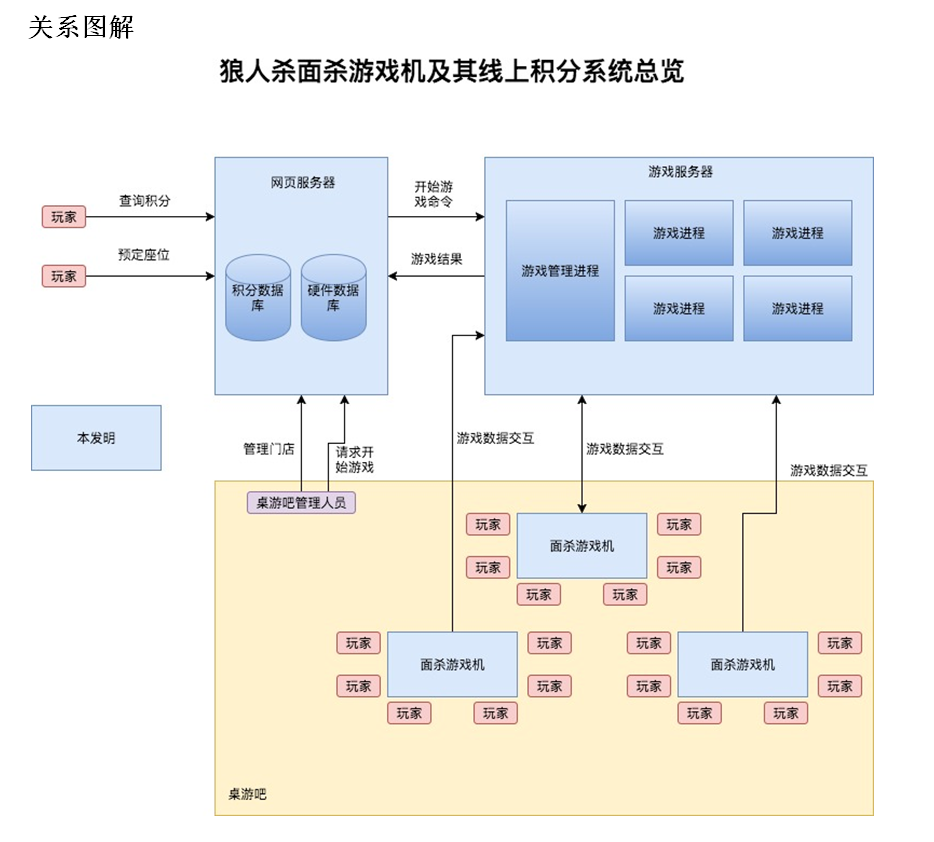 关系图解
狼人杀面杀游戏机及其线上积分系统总览
网页服务器
游戏服务器
玩家
查询积分
开始游
戏命令
玩家
预定座位
游戏结果
积分数据
库
硬件数据
库
游戏管理进程
游戏进程
游戏进程
游戏进程
游戏进程
本发明
管理门店
请求开
始游戏
游戏数据交互
游戏数据交互
游戏数据交互
桌游吧管理人员
玩家
面杀游戏机
玩家
玩家
玩家
玩家
玩家
玩家
面杀游戏机
玩家
玩家
玩家
玩家
玩家
玩家
面杀游戏机
玩家
玩家
玩家
玩家
玩家
桌游吧